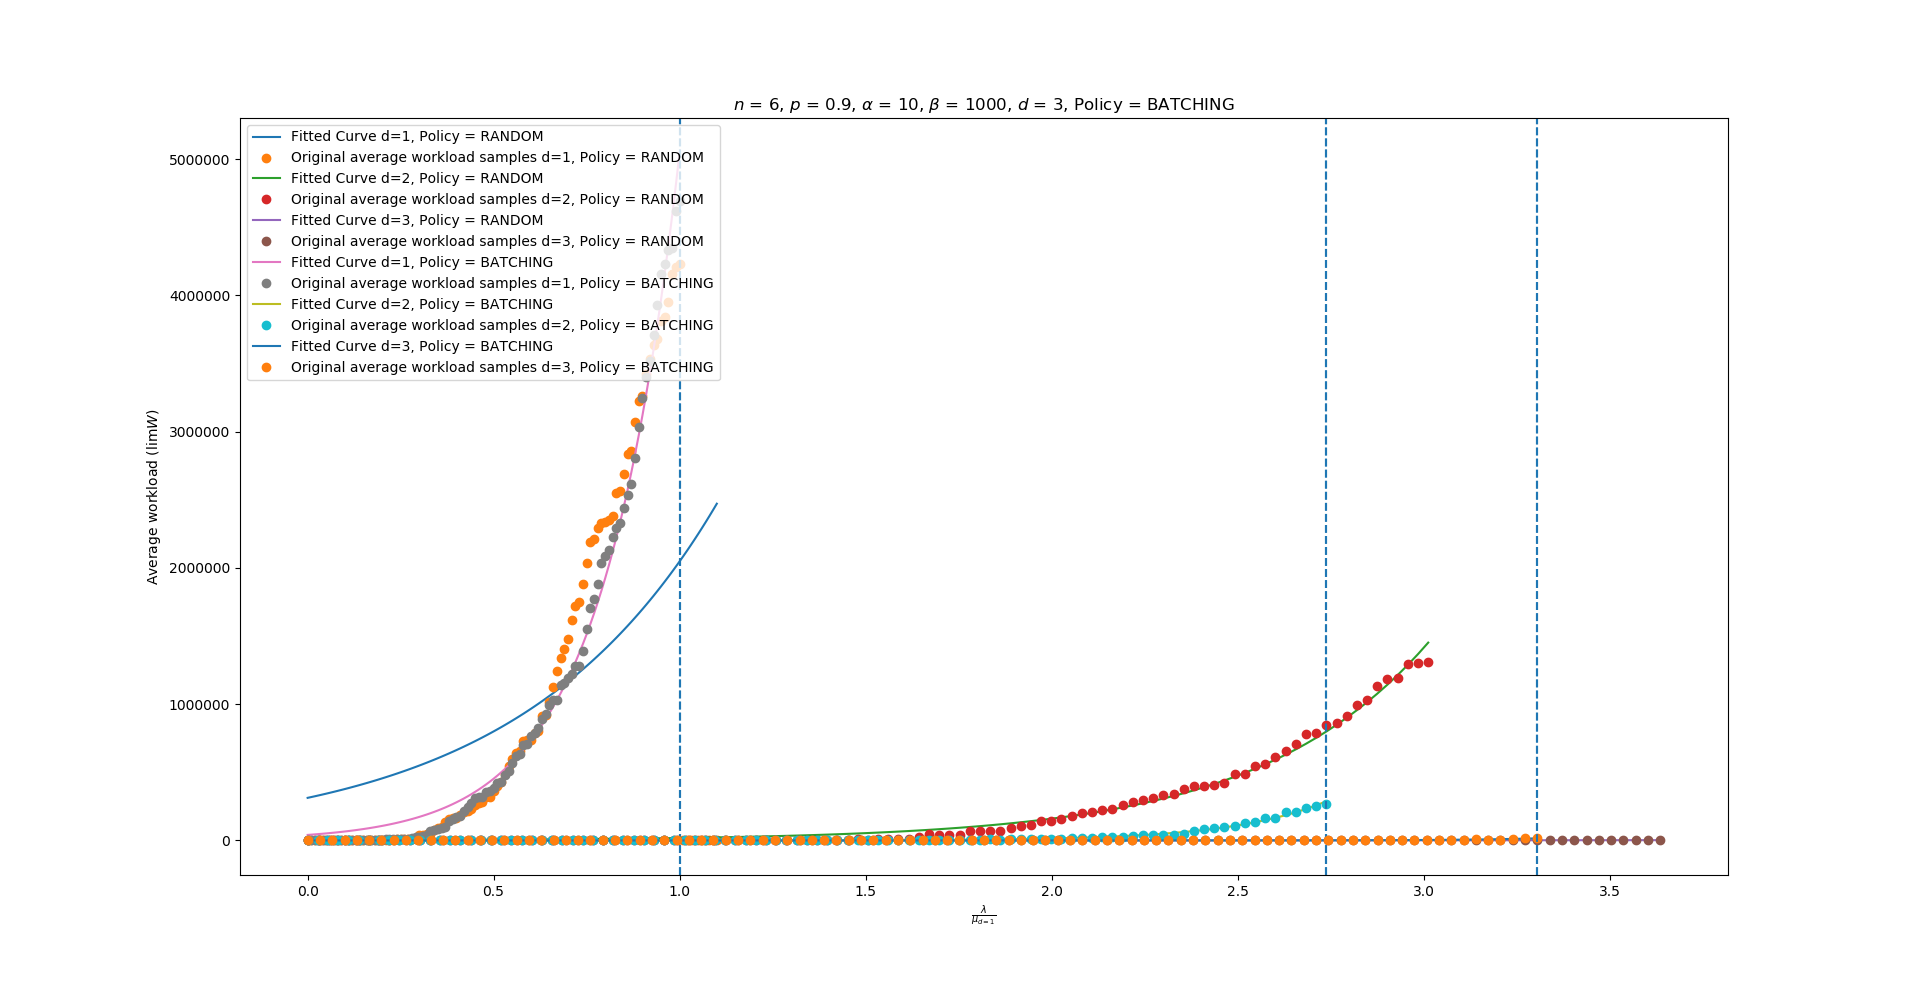 n = 6, p = 0.9, α = 10, β = 1000, d = 3, Policy = BATCHING
Fitted Curve d=1, Policy = RANDOM
Original average workload samples d=1, Policy = RANDOM
Fitted Curve d=2, Policy = RANDOM
Original average workload samples d=2, Policy = RANDOM
Fitted Curve d=3, Policy = RANDOM
Original average workload samples d=3, Policy = RANDOM
Fitted Curve d=1, Policy = BATCHING
Original average workload samples d=1, Policy = BATCHING
Fitted Curve d=2, Policy = BATCHING
Original average workload samples d=2, Policy = BATCHING
Fitted Curve d=3, Policy = BATCHING
Original average workload samples d=3, Policy = BATCHING
5000000
4000000
3000000
2000000
1000000
0
Average workload (limW)
0.0 0.5 1.0 1.5 2.0 2.5 3.0 3.5
λ
μd=1